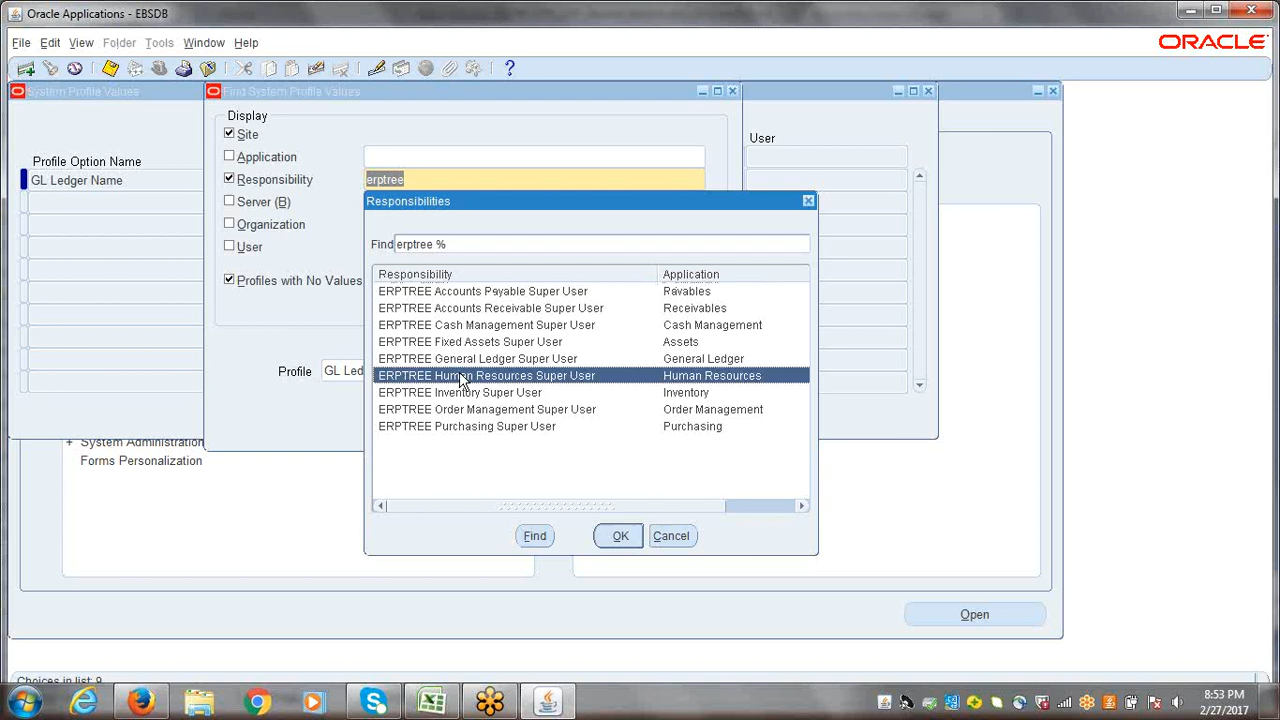 Oracle Applications - EBSDB
File Edit View Folder Tools Window Help
ORACLE
System Profile Values
Find System Profile Values
Display
Site
Application
Responsibility erptree
Server (B)
Organization
User
Profiles with No Values
Profile GL Led
Profile Option Name
GL Ledger Name
User
Responsibilities
Find erptree %
Responsibility Application
ERPTREE Accounts Payable Super User Payables
ERPTREE Accounts Receivable Super User Receivables
ERPTREE Cash Management Super User Cash Management
ERPTREE Fixed Assets Super User Assets
ERPTREE General Ledger Super User General Ledger
ERPTREE Human Resources Super User Human Resources
ERPTREE Inventory Super User Inventory
ERPTREE Order Management Super User Order Management
ERPTREE Purchasing Super User Purchasing
Find OK Cancel
+ System Administration
Forms Personalization
Open
Choices in list: 9
8:53 PM
2/27/2017